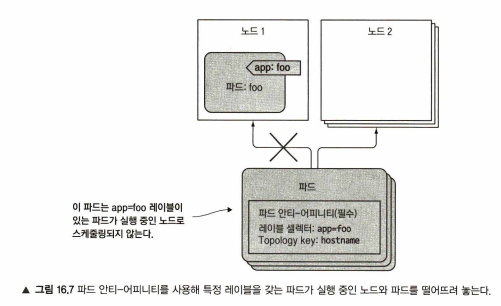 노드 1
노드 2
app: foo
파드: foo
파드
이 파드는 app=foo 레이블이
있는 파드가 실행 중인 노드로
스케줄링되지 않는다.
파드 안티-어피니티(필수)
레이블 셀렉터: app=foo
Topology key: hostname
▲ 그림 16.7 파드 안티-어피니티를 사용해 특정 레이블을 갖는 파드가 실행 중인 노드와 파드를 떨어뜨려 놓는다.